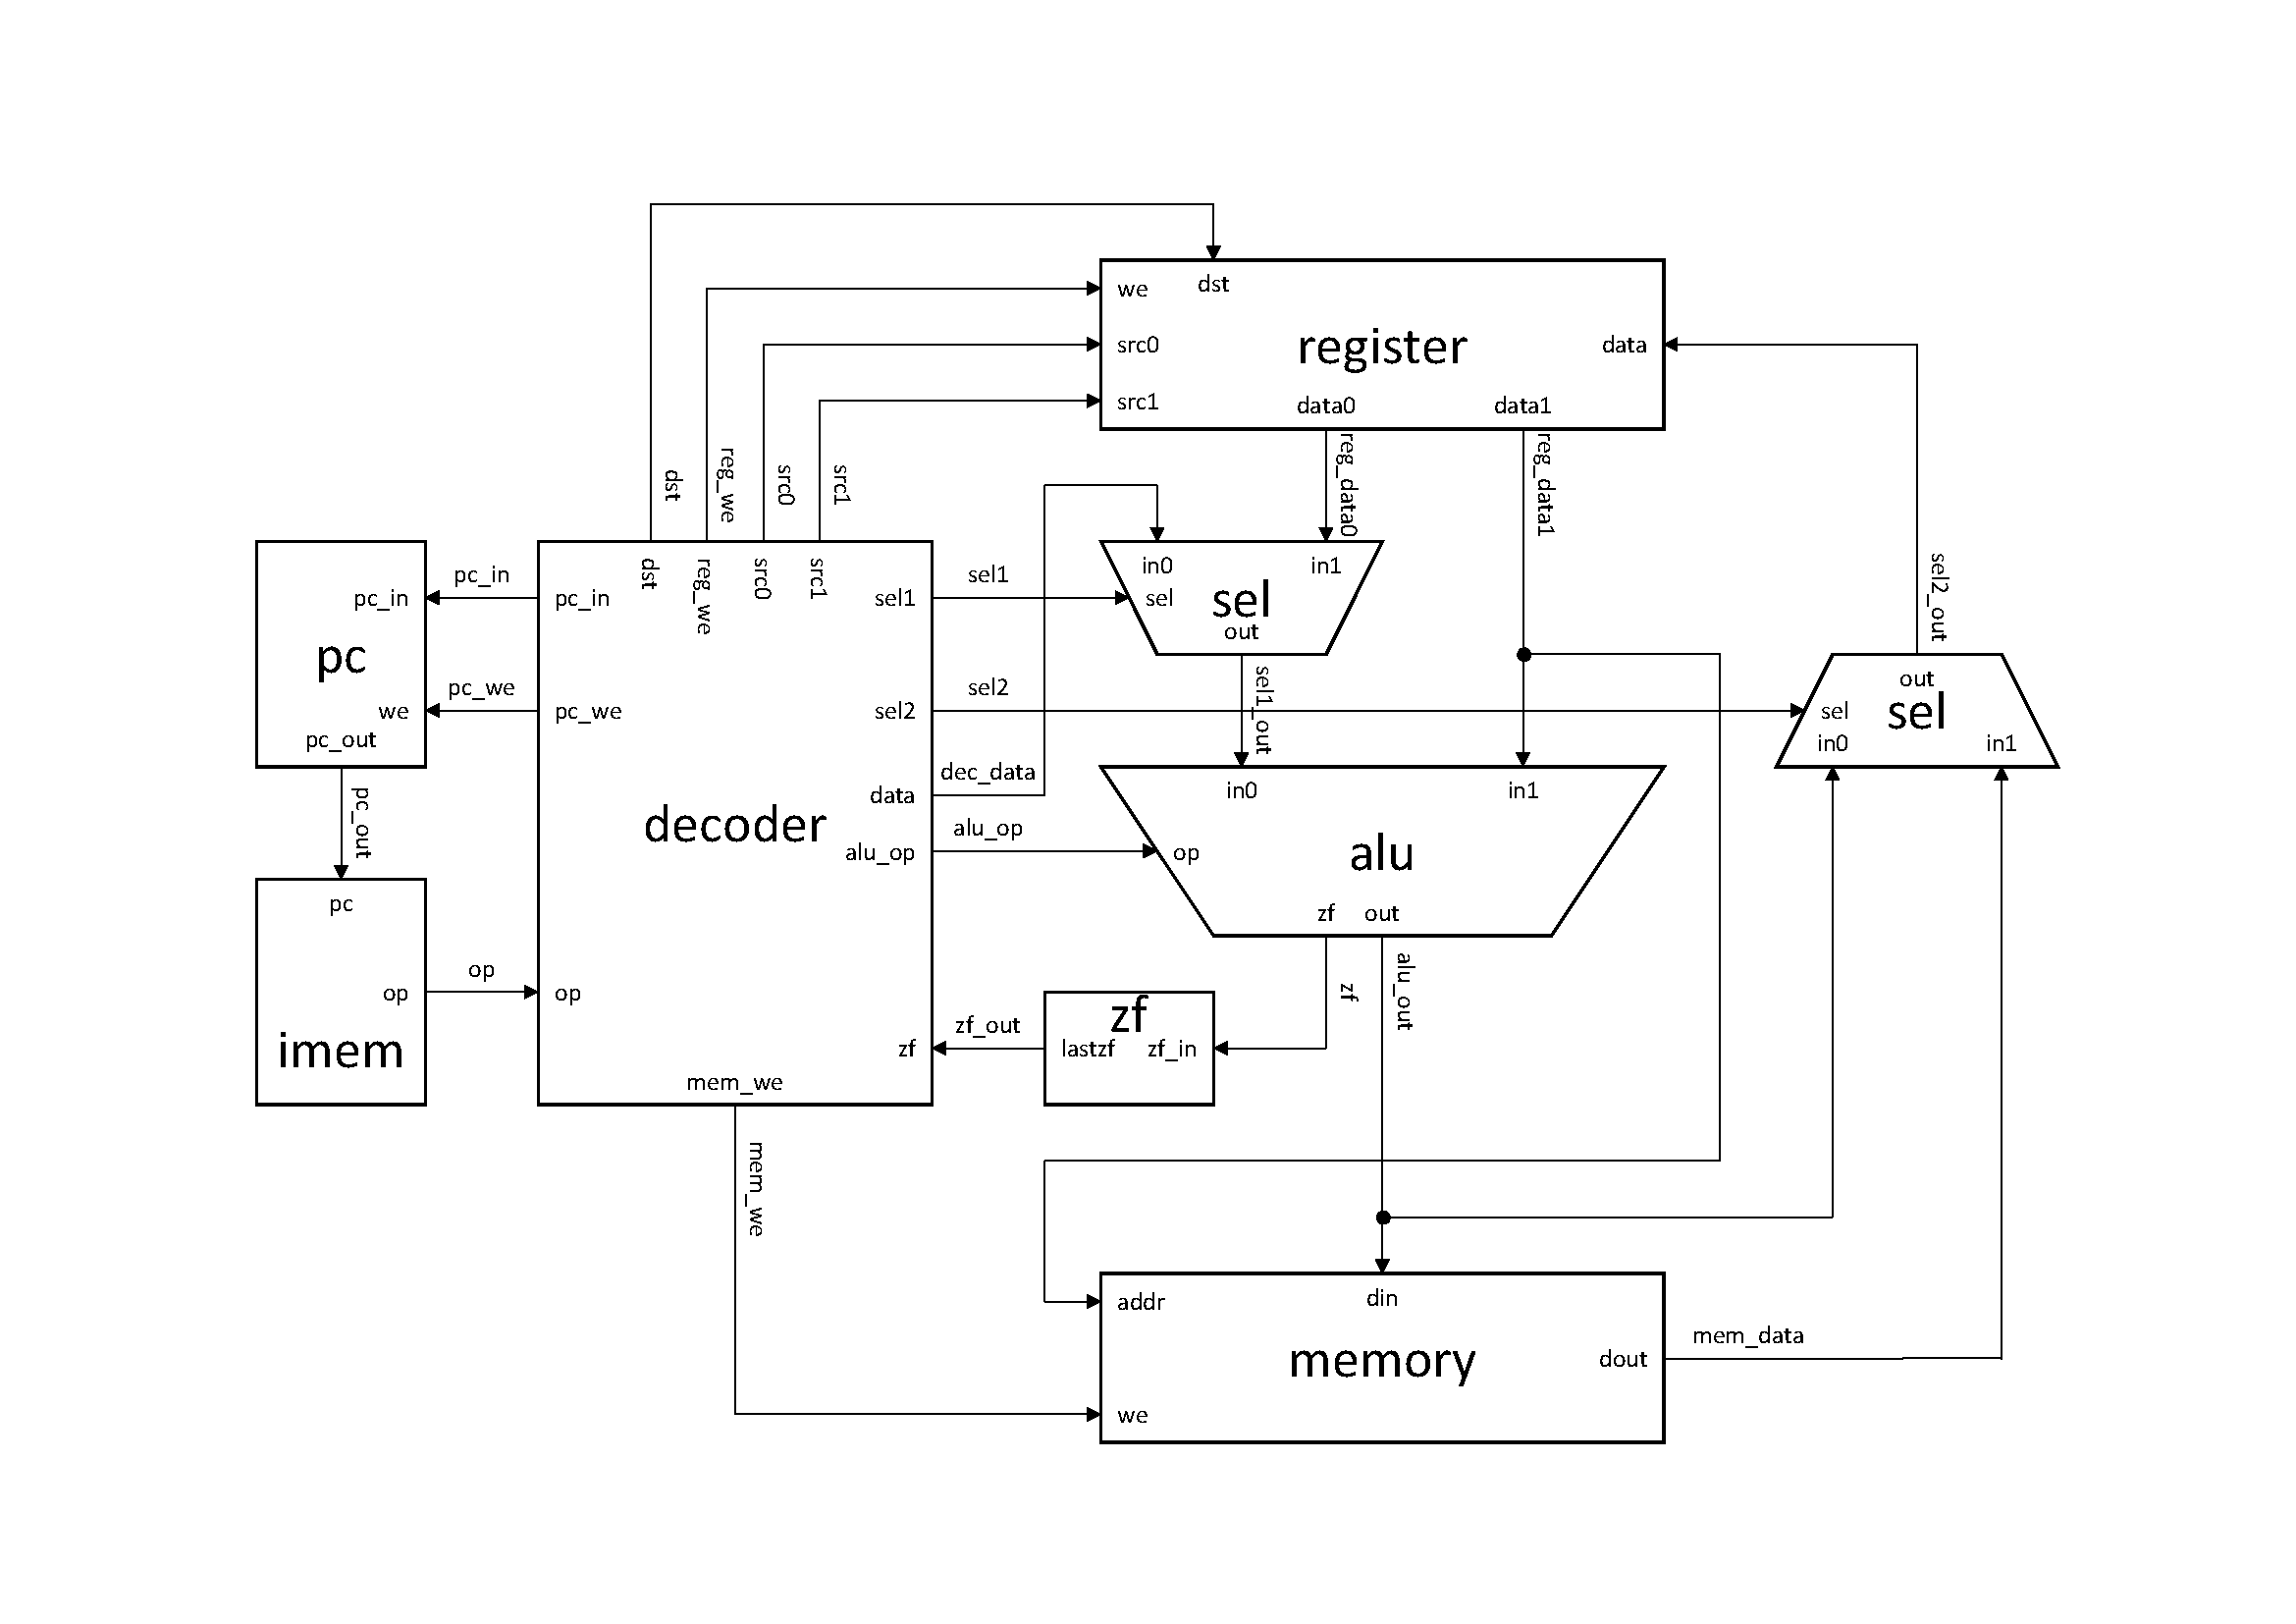 we
dst
register
src0
data
src1
data0
data1
dst
reg_we
src0
src1
reg_data0
reg_data1
pc_in
pc_in
pc
pc_we
we
pc_out
pc_out
pc
op
imem
op
dst
reg_we
src0
src1
pc_in
pc_we
sel1
sel2
data
decoder
alu_op
op
zf
mem_we
mem_we
sel1
sel2
dec_data
alu_op
in0
in1
sel
sel
out
sel1_out
in0
in1
op
alu
zf
out
zf
alu_out
zf
lastzf
zf_in
zf_out
sel2_out
out
sel
sel
in0
in1
addr
din
memory
dout
we
mem_data